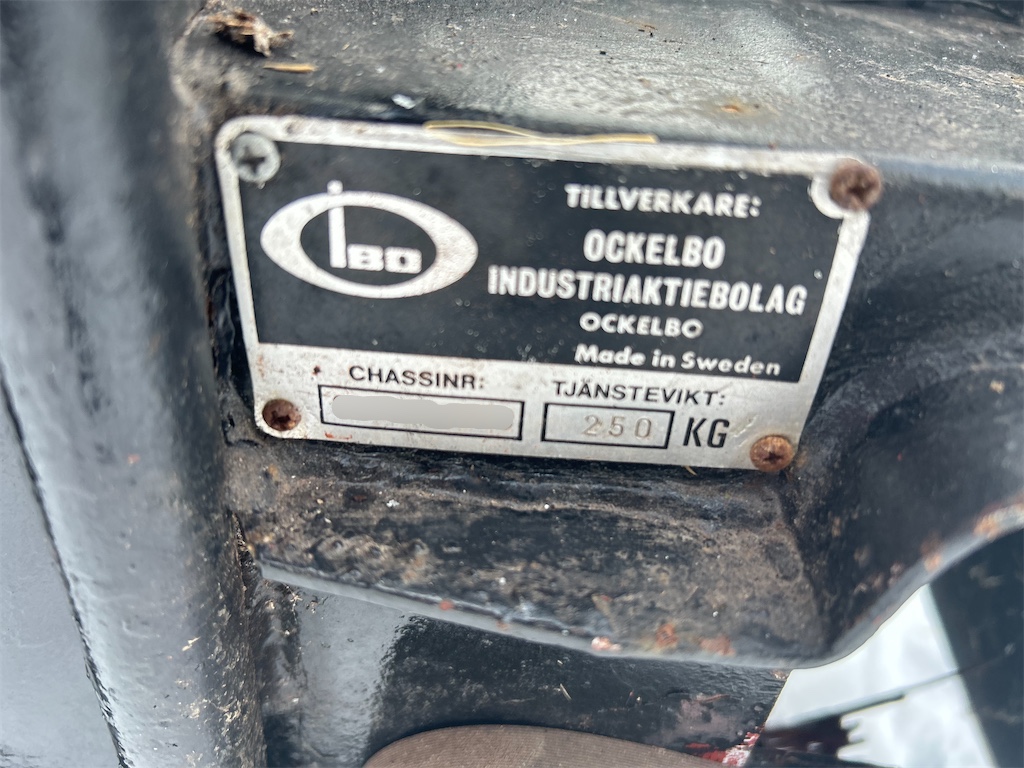 iBO
TILLVERKARE:
OCKELBO
INDUSTRIAKTIEBOLAG
OCKELBO
Made in Sweden
CHASSINR:
TJÄNSTEVIKT:
250 KG